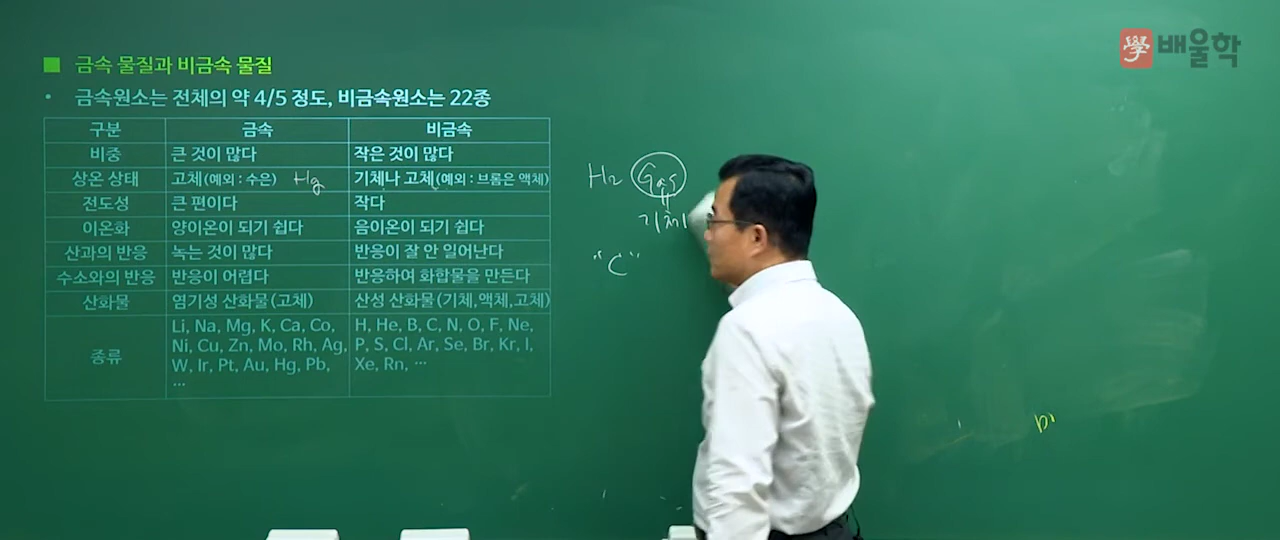 學 배울학
■ 금속 물질과 비금속 물질
• 금속원소는 전체의 약 4/5 정도, 비금속원소는 22종
구분 금속 비금속
비중 큰 것이 많다 작은 것이 많다
상온 상태 고체(예외 : 수은) Hg 기체나 고체(예외 : 브롬은 액체)
전도성 큰 편이다 작다
이온화 양이온이 되기 쉽다 음이온이 되기 쉽다
산과의 반응 녹는 것이 많다 반응이 잘 안 일어난다
수소와의 반응 반응이 어렵다 반응하여 화합물을 만든다
산화물 염기성 산화물(고체) 산성 산화물(기체,액체,고체)
종류
Li, Na, Mg, K, Ca, Co,
Ni, Cu, Zn, Mo, Rh, Ag,
W, Ir, Pt, Au, Hg, Pb,
…
H, He, B, C, N, O, F, Ne,
P, S, Cl, Ar, Se, Br, Kr, I,
Xe, Rn, …
H2 Gas
기체
"C"